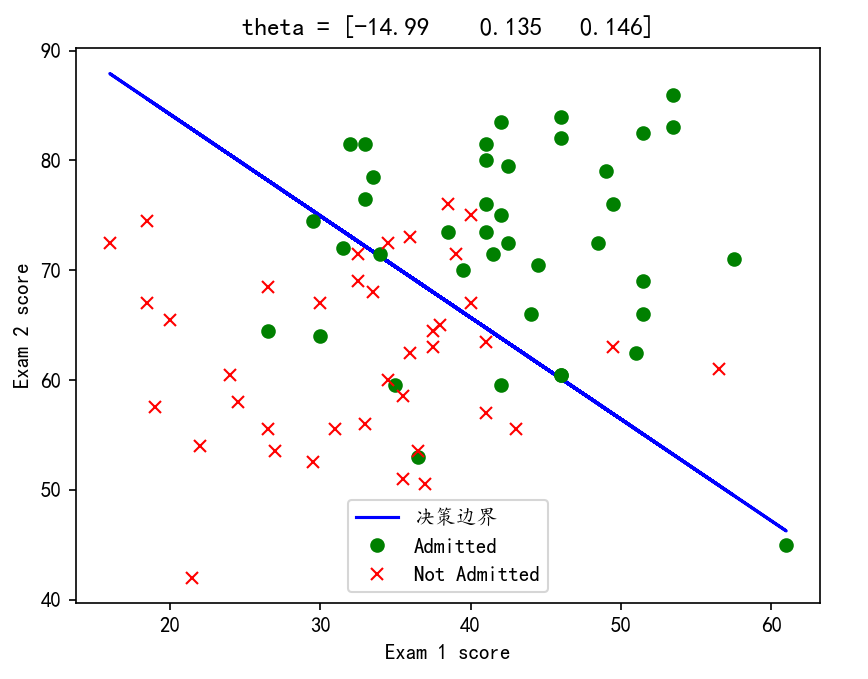 theta = [-14.99    0.135   0.146]
90
80
70
60
50
40
Exam 2 score
20
30
40
50
60
Exam 1 score
决策边界
Admitted
Not Admitted